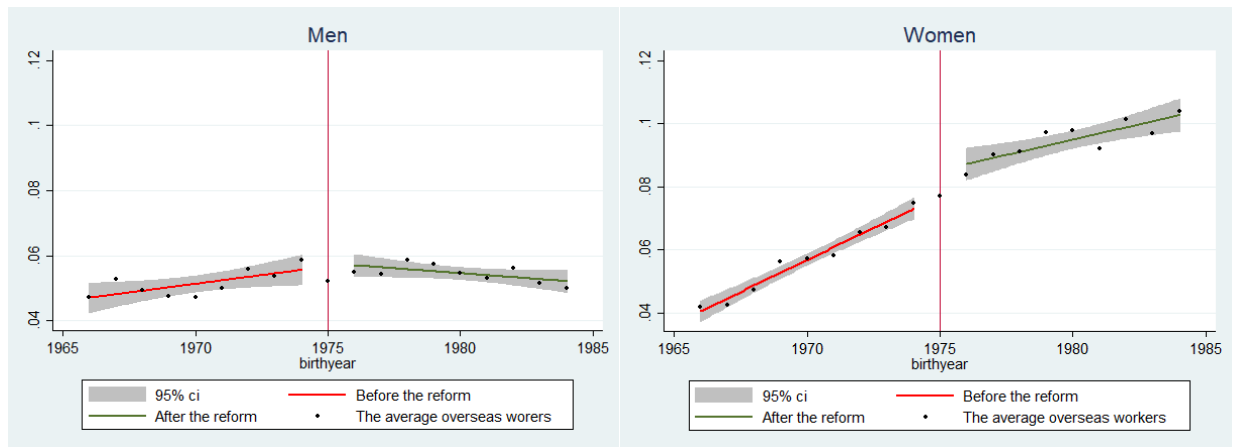 Men
.12
.1
.08
.06
.04
1965 1970 1975 1980 1985
birthyear
95% ci Before the reform
After the reform The average overseas worers
Women
.12
.1
.08
.06
.04
1965 1970 1975 1980 1985
birthyear
95% ci Before the reform
After the reform The average overseas workers